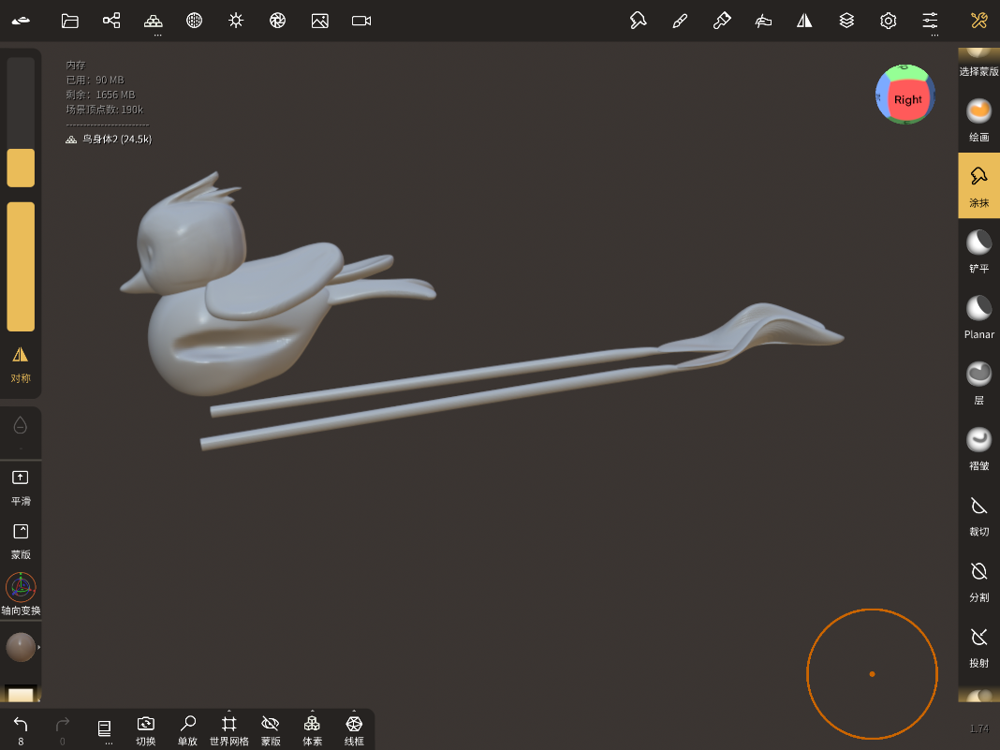 ...
内存
已用：90 MB
剩余：1656 MB
场景顶点数：190k
-------------------------
鸟身体2 (24.5k)
Right
...
选择蒙版
绘画
涂抹
铲平
Planar
层
褶皱
裁切
分割
投射
对称
平滑
蒙版
轴向变换
8
0
...
切换
单放
世界网格
蒙版
体素
线框
1.74